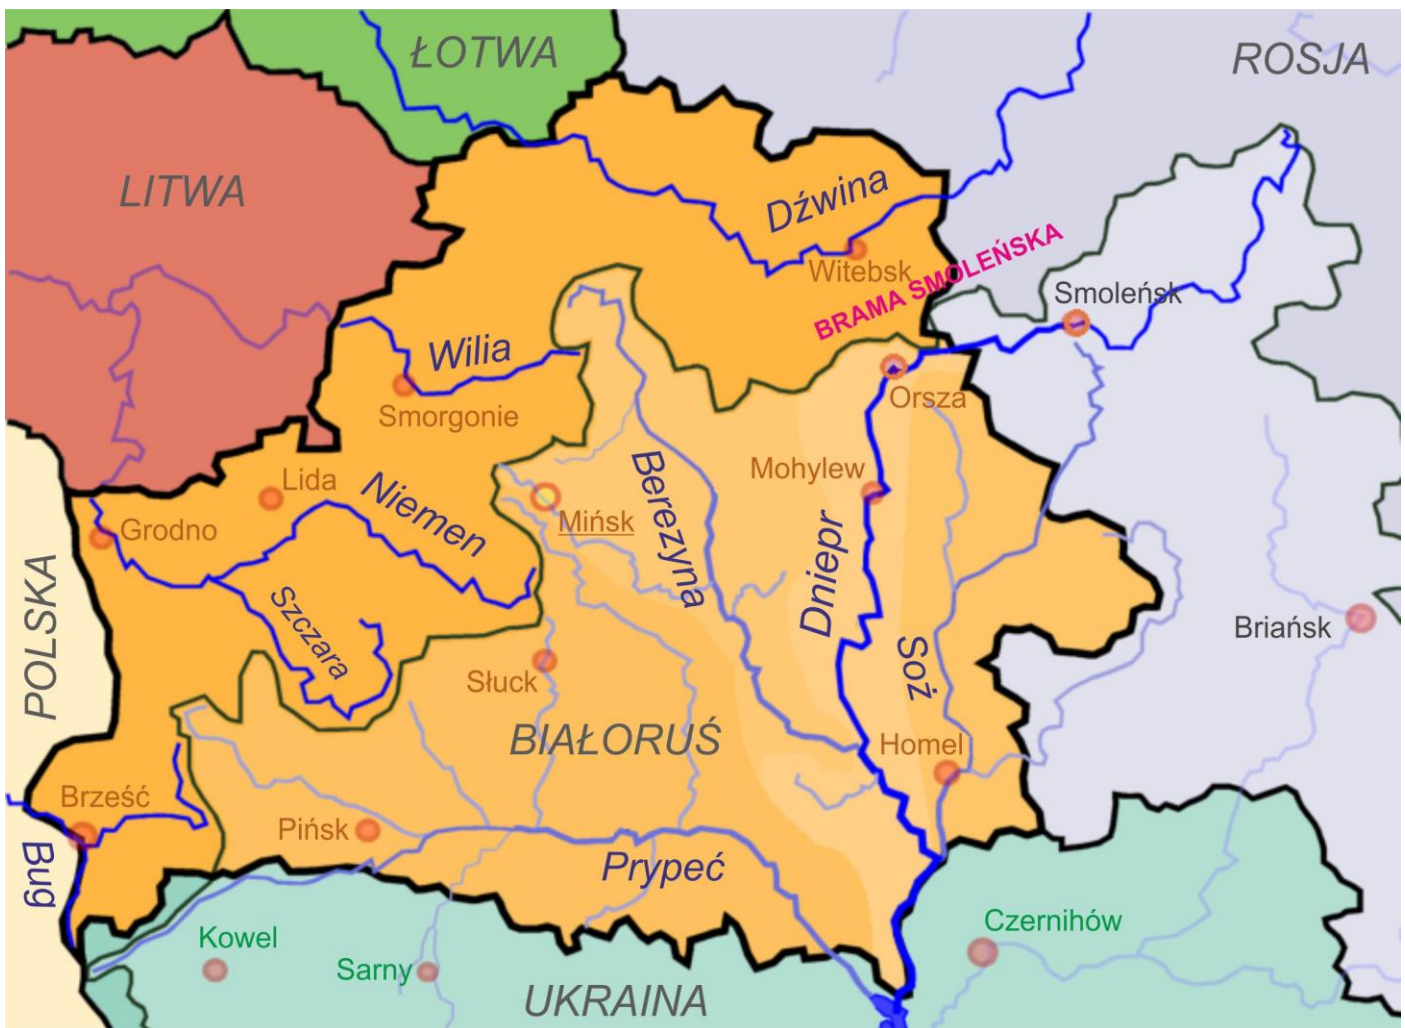 ŁOTWA
ROSJA
LITWA
Dźwina
Witebsk
BRAMA SMOLEŃSKA
Smoleńsk
Wilia
Smorgonie
Orsza
Lida
Niemen
Grodno
Mińsk
Berezyna
Mohylew
Dniepr
POLSKA
Szczara
Soż
Briańsk
Słuck
BIAŁORUŚ
Homel
Brześć
Pińsk
Bug
Prypeć
Kowel
Sarny
Czernihów
UKRAINA